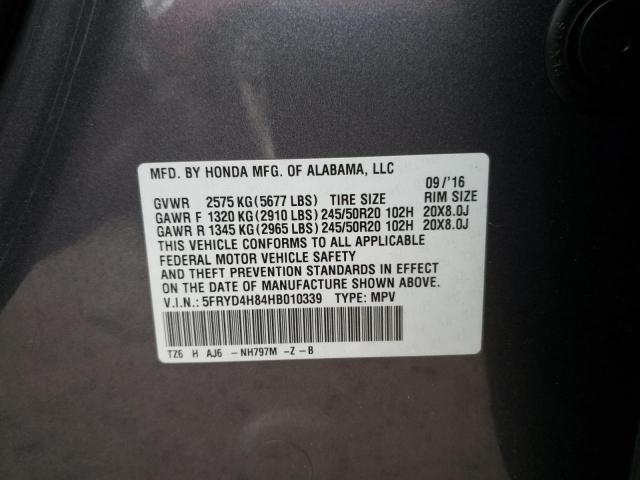 MFD. BY HONDA MFG. OF ALABAMA, LLC
09/'16
GVWR 2575 KG(5677 LBS) TIRE SIZE RIM SIZE
GAWR F 1320 KG(2910 LBS)245/50R20 102H 20X8.0J
GAWR R 1345 KG(2965 LBS)245/50R20 102H 20X8.0J
THIS VEHICLE CONFORMS TO ALL APPLICABLE
FEDERAL MOTOR VEHICLE SAFETY
AND THEFT PREVENTION STANDARDS IN EFFECT
ON THE DATE OF MANUFACTURE SHOWN ABOVE.
V.I.N.: 5FRYD4H84HB010339 TYPE: MPV
TZ6 H AJ6 -NH797M -Z -B